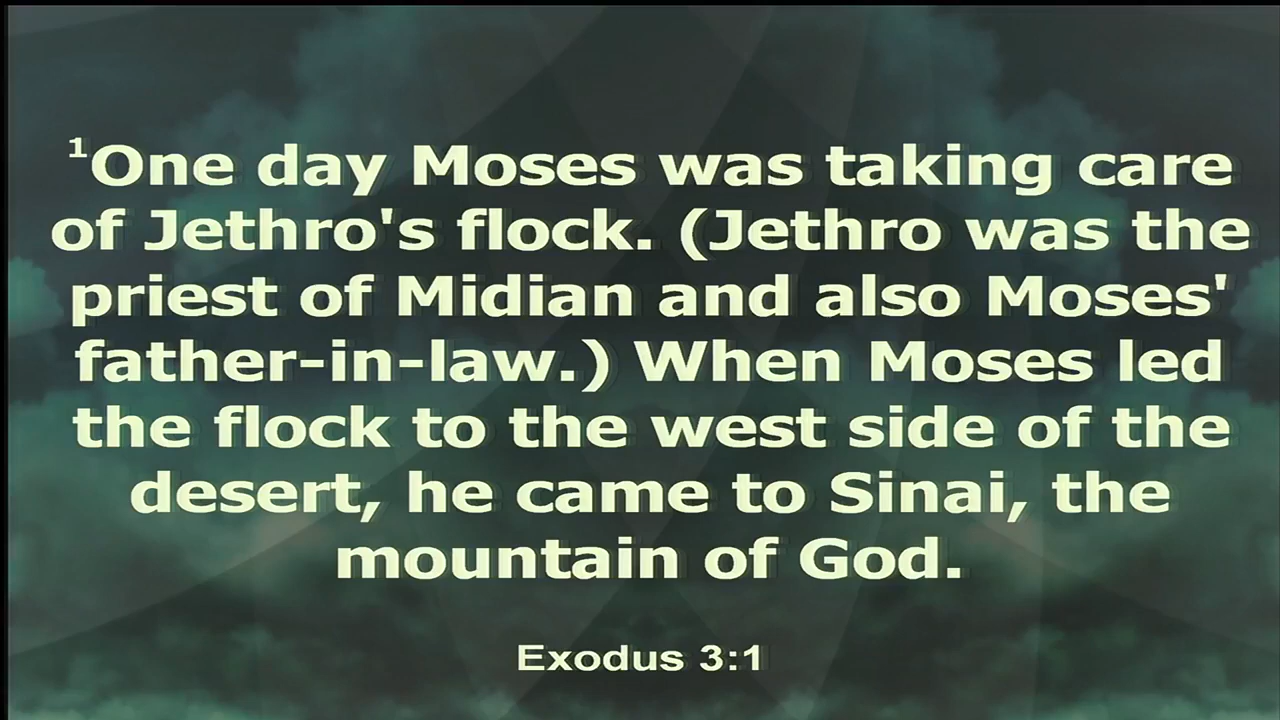 ¹One day Moses was taking care
of Jethro's flock. (Jethro was the
priest of Midian and also Moses'
father-in-law.) When Moses led
the flock to the west side of the
desert, he came to Sinai, the
mountain of God.
Exodus 3:1